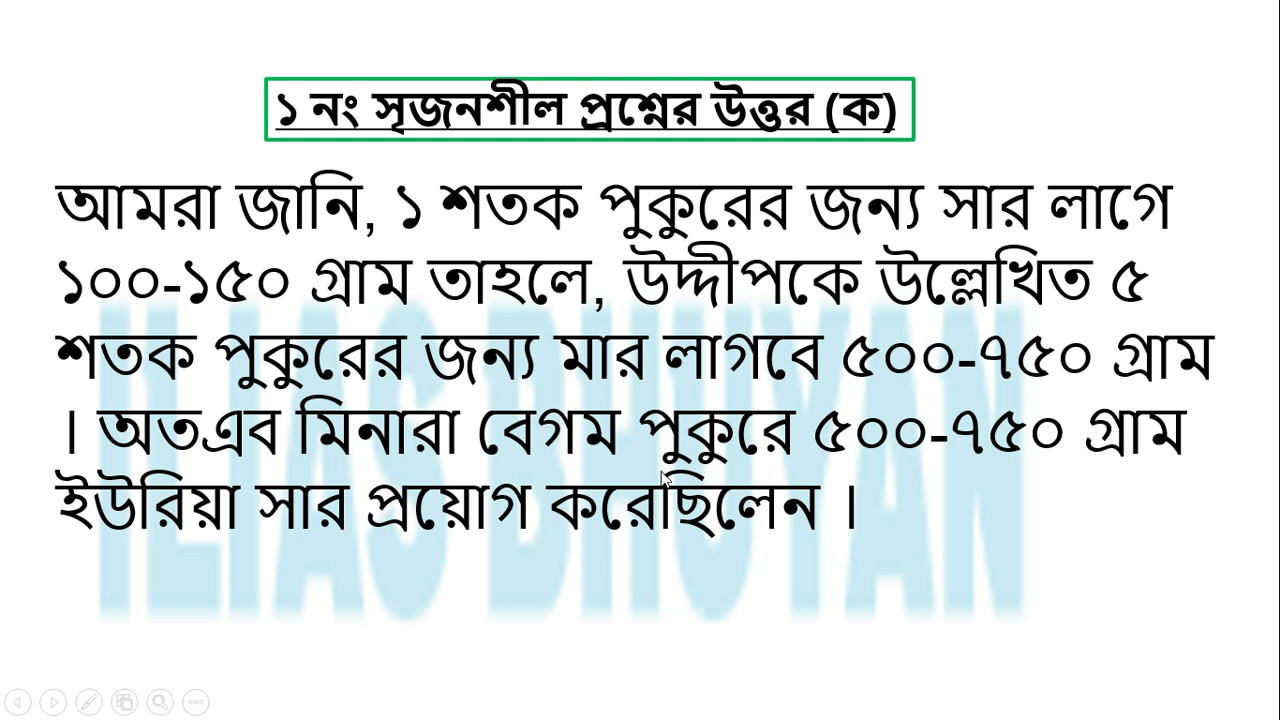 ১ নং সৃজনশীল প্রশ্নের উত্তর (ক)
আমরা জানি, ১ শতক পুকুরের জন্য সার লাগে
১০০-১৫০ গ্রাম তাহলে, উদ্দীপকে উল্লেখিত ৫
শতক পুকুরের জন্য মার লাগবে ৫০০-৭৫০ গ্রাম
। অতএব মিনারা বেগম পুকুরে ৫০০-৭৫০ গ্রাম
ইউরিয়া সার প্রয়োগ করেছিলেন ।
ILIAS BHUYAN